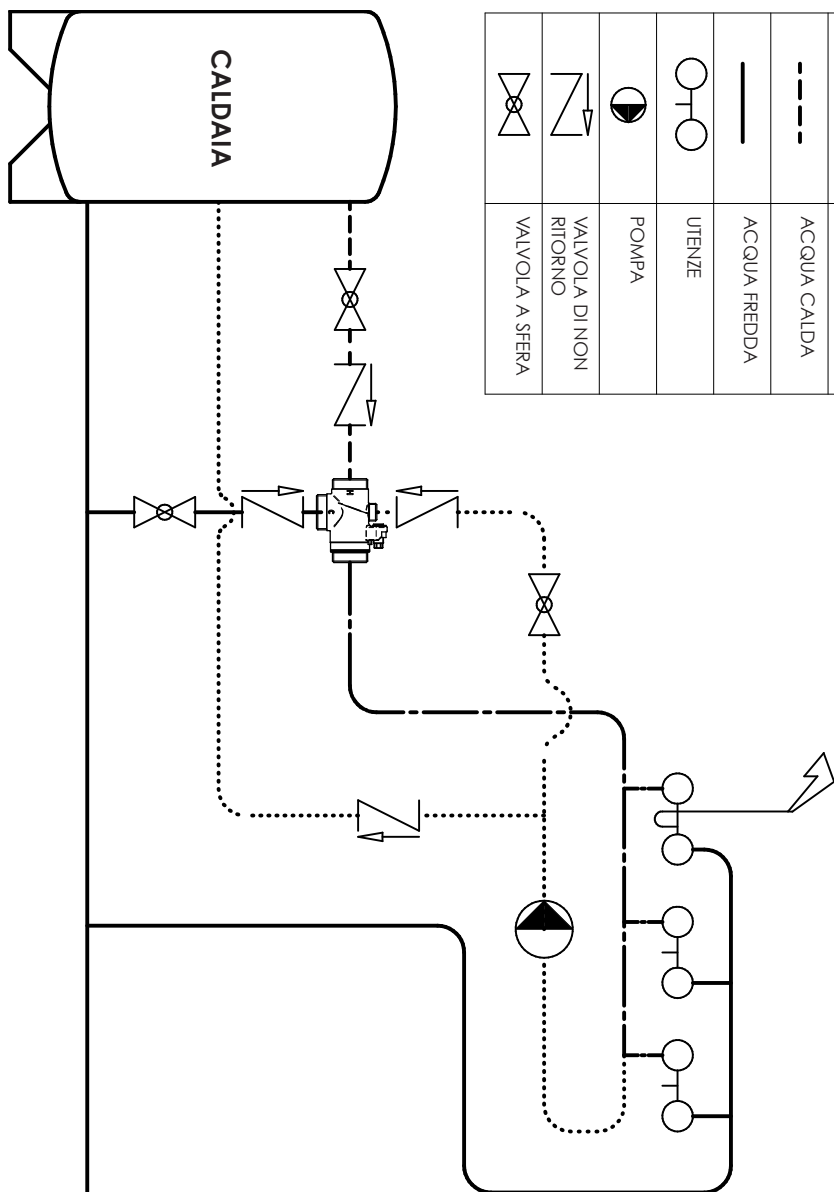 ACQUA CALDA
ACQUA FREDDA
UTENZE
POMPA
VALVOLA DI NON
RITORNO
VALVOLA A SFERA
CALDAIA